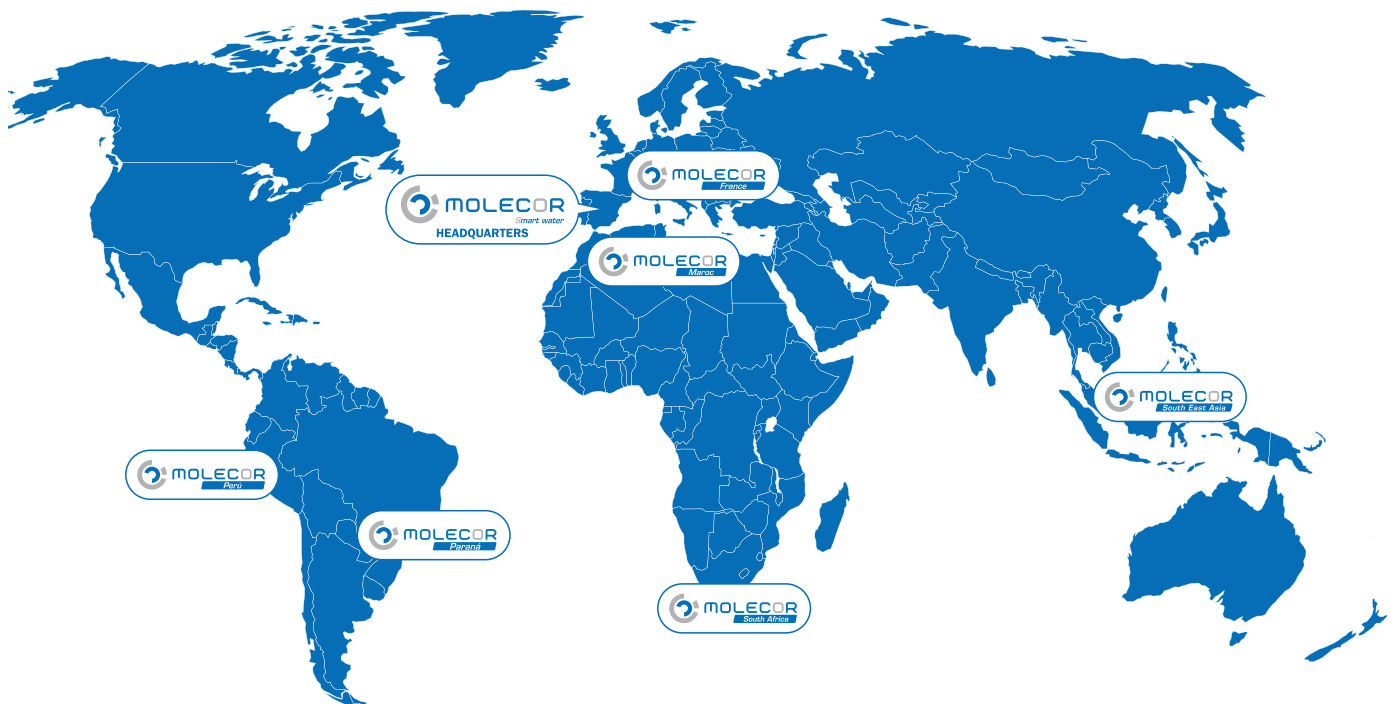 MOLECOR
France
MOLECOR
Smart water
HEADQUARTERS
MOLECOR
Maroc
MOLECOR
South East Asia
MOLECOR
Perú
MOLECOR
Paraná
MOLECOR
South Africa